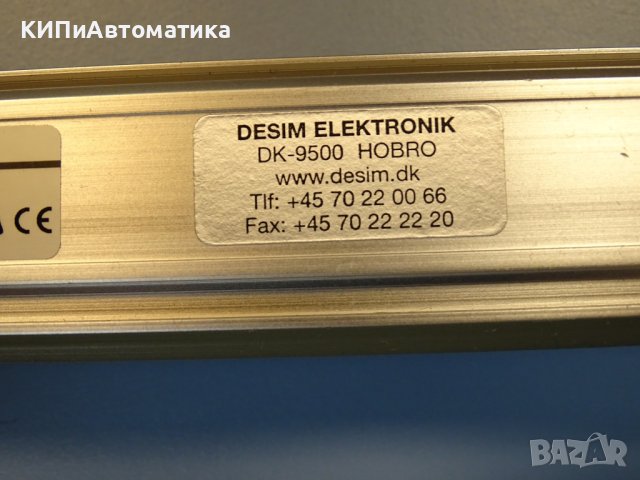 КИПиАвтоматика
DESIM ELEKTRONIK
DK-9500 HOBRO
www.desim.dk
Tlf: +45 70 22 00 66
Fax: +45 70 22 22 20
CE
BAZAR